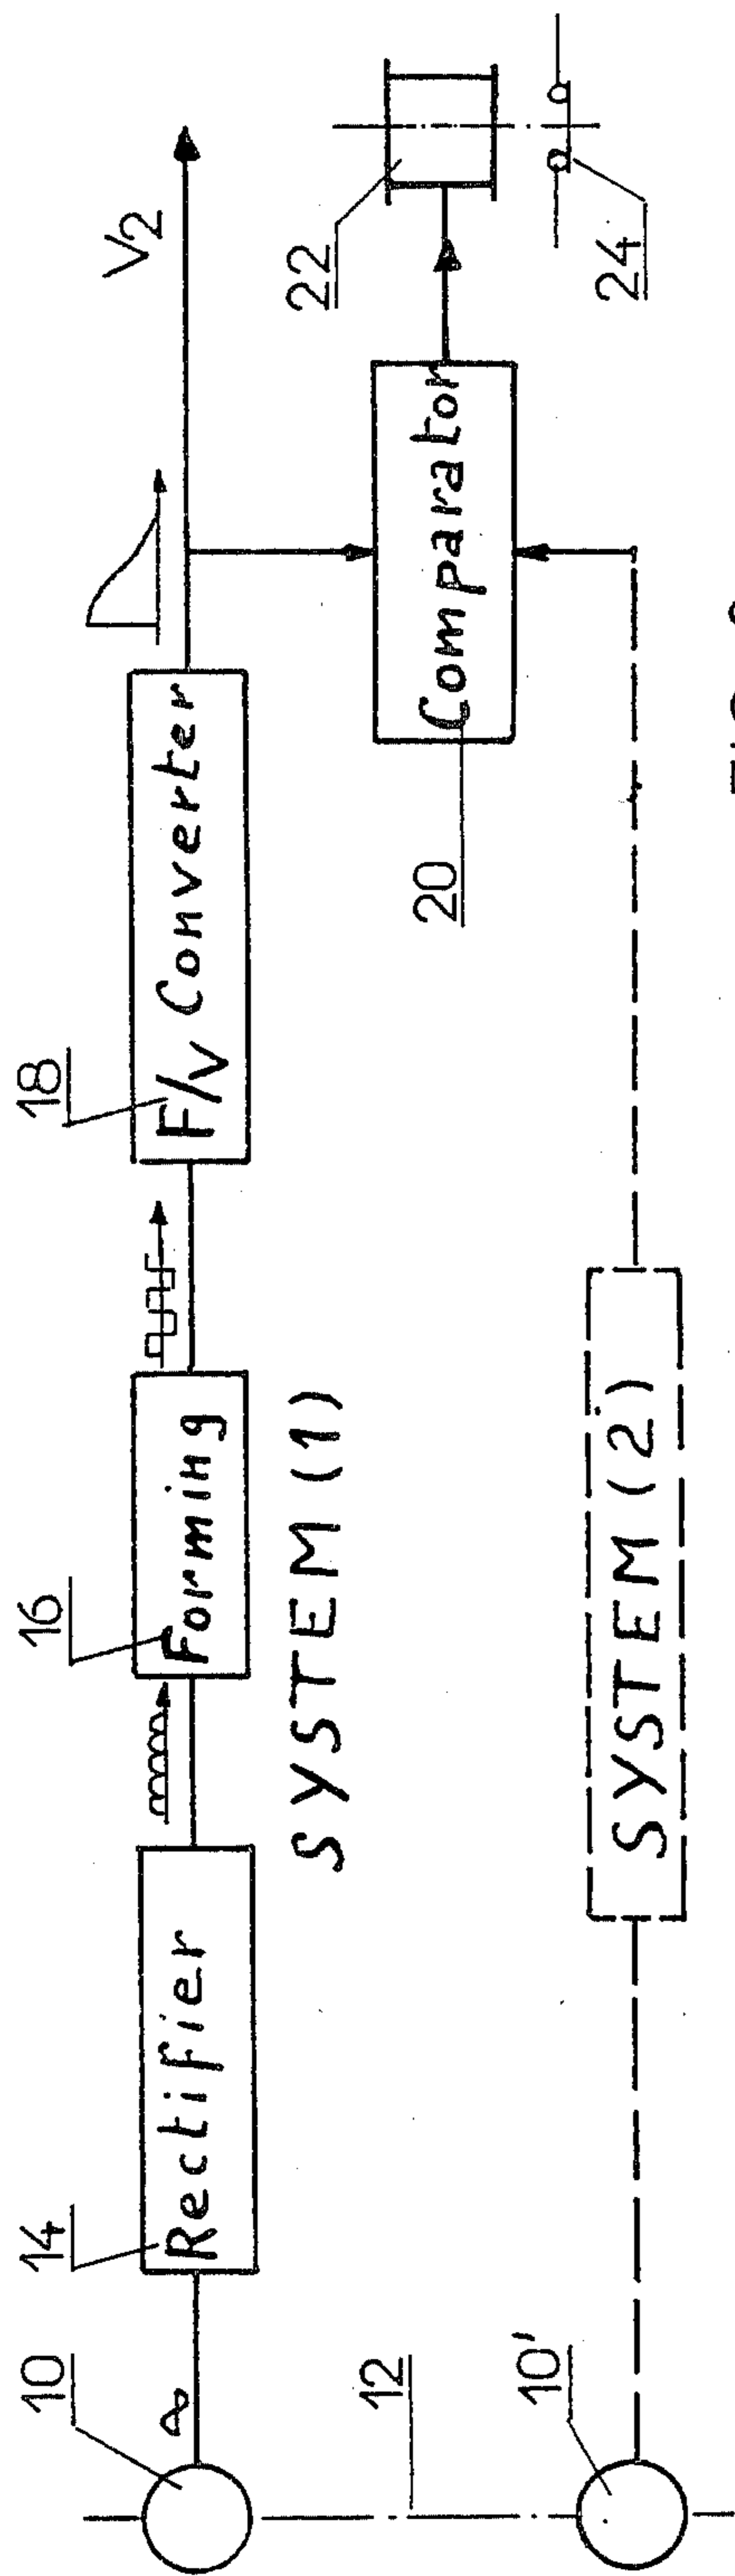 10
14
Rectifier
16
Forming
18
F/V Converter
V2
SYSTEM (1)
20
Comparator
22
24
12
10'
SYSTEM (2)